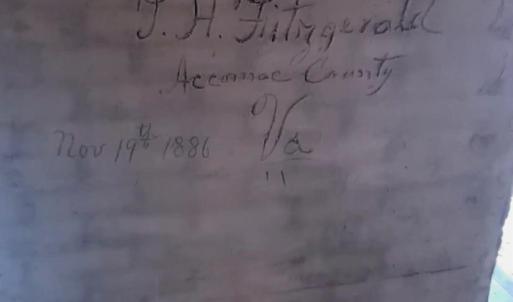 T. H. Fitzgerald
Accomac County
Nov 19th 1886 Va
"